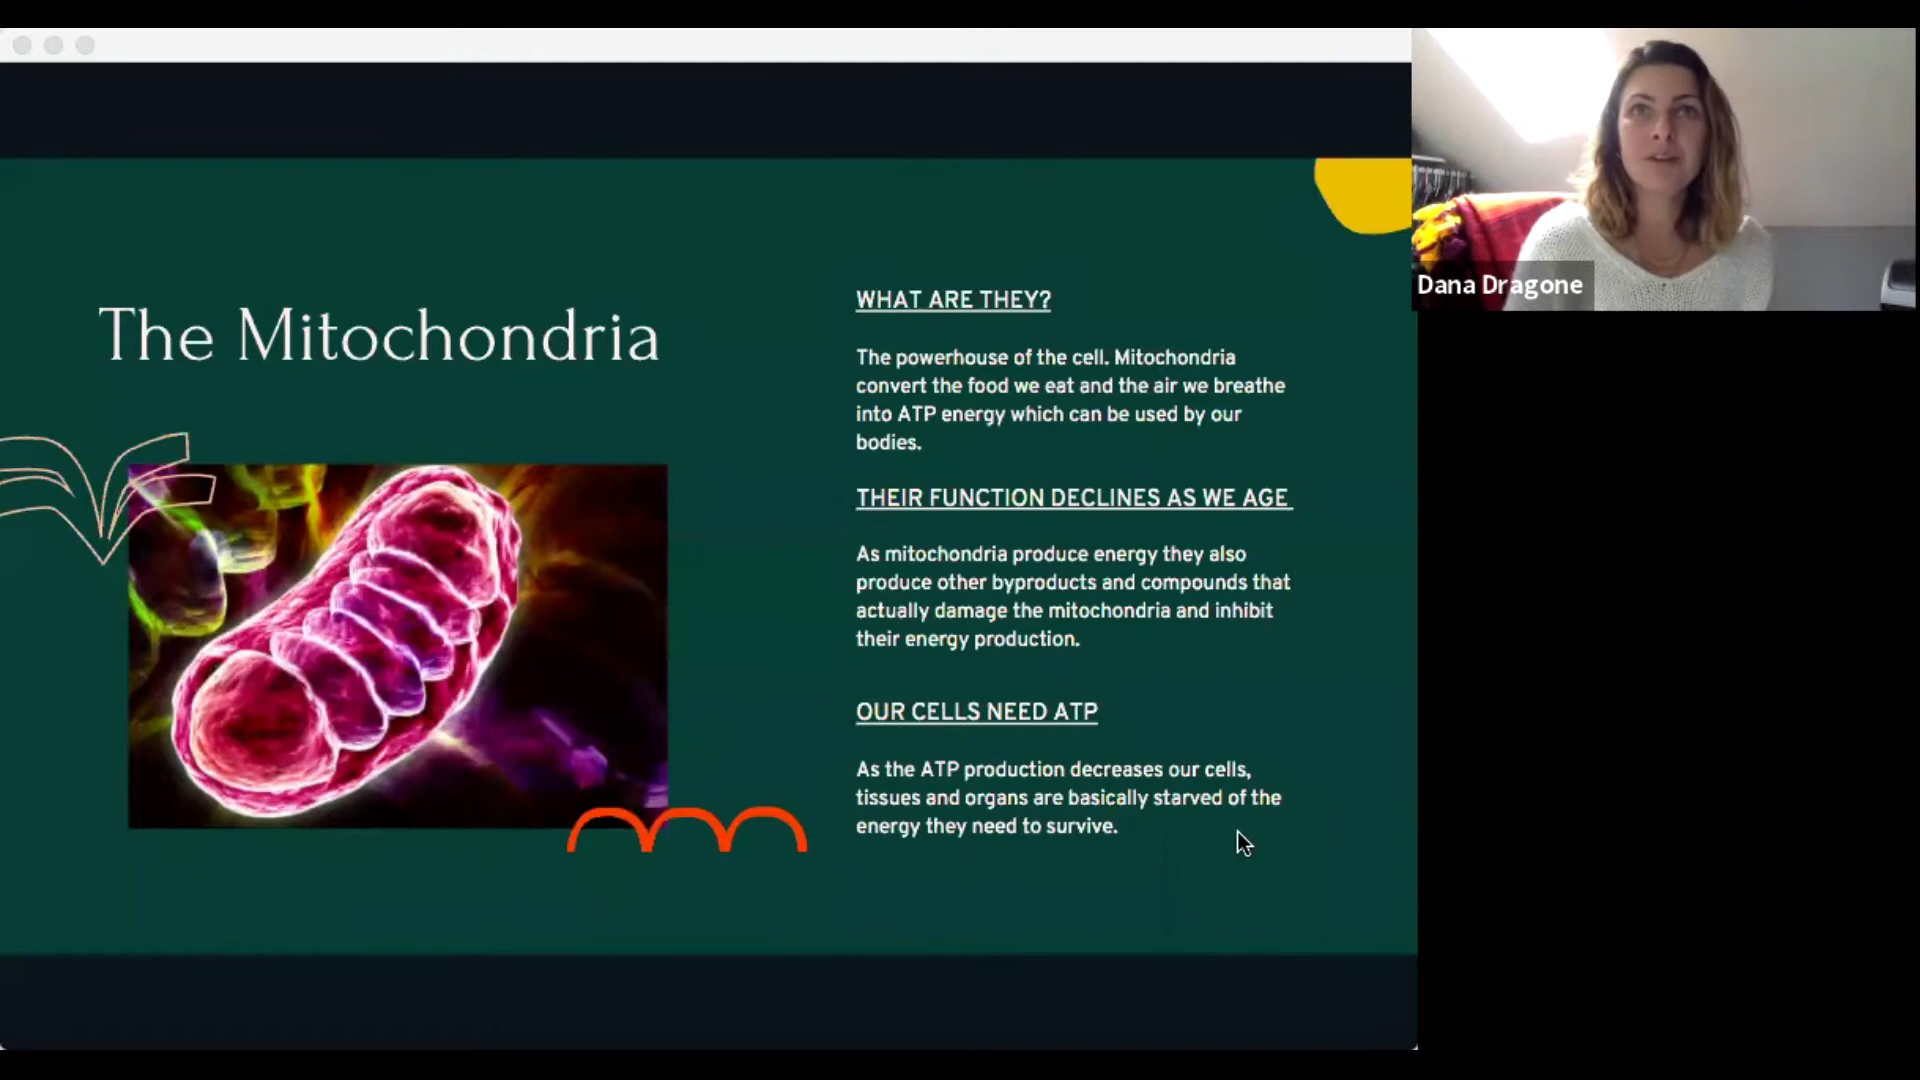 The Mitochondria
WHAT ARE THEY?
The powerhouse of the cell. Mitochondria
convert the food we eat and the air we breathe
into ATP energy which can be used by our
bodies.
THEIR FUNCTION DECLINES AS WE AGE
As mitochondria produce energy they also
produce other byproducts and compounds that
actually damage the mitochondria and inhibit
their energy production.
OUR CELLS NEED ATP
As the ATP production decreases our cells,
tissues and organs are basically starved of the
energy they need to survive.
Dana Dragone